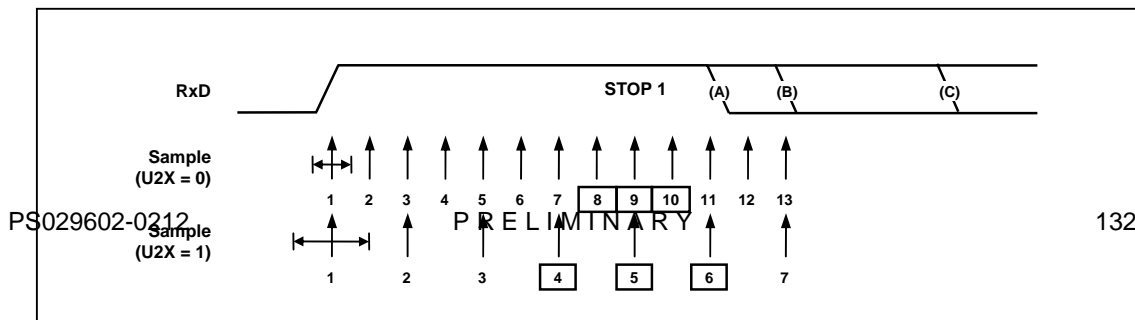 RxD STOP 1 (A) (B) (C)
Sample
(U2X = 0)
1 2 3 4 5 6 7 8 9 10 11 12 13
PS029602-0212 PRELIMINARY 132
Sample
(U2X = 1)
1 2 3 4 5 6 7